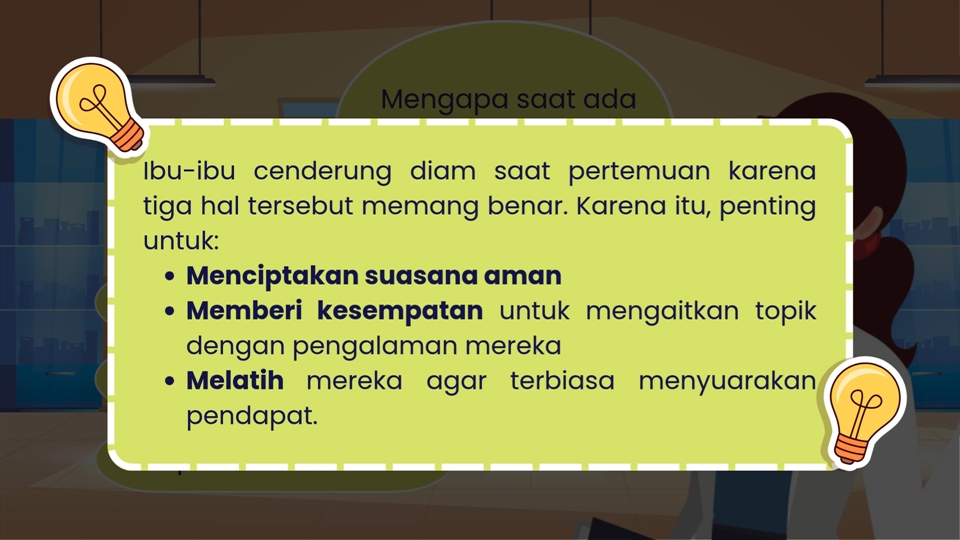 Mengapa saat ada
Ibu-ibu cenderung diam saat pertemuan karena
tiga hal tersebut memang benar. Karena itu, penting
untuk:
• Menciptakan suasana aman
• Memberi kesempatan untuk mengaitkan topik
dengan pengalaman mereka
• Melatih mereka agar terbiasa menyuarakan
pendapat.